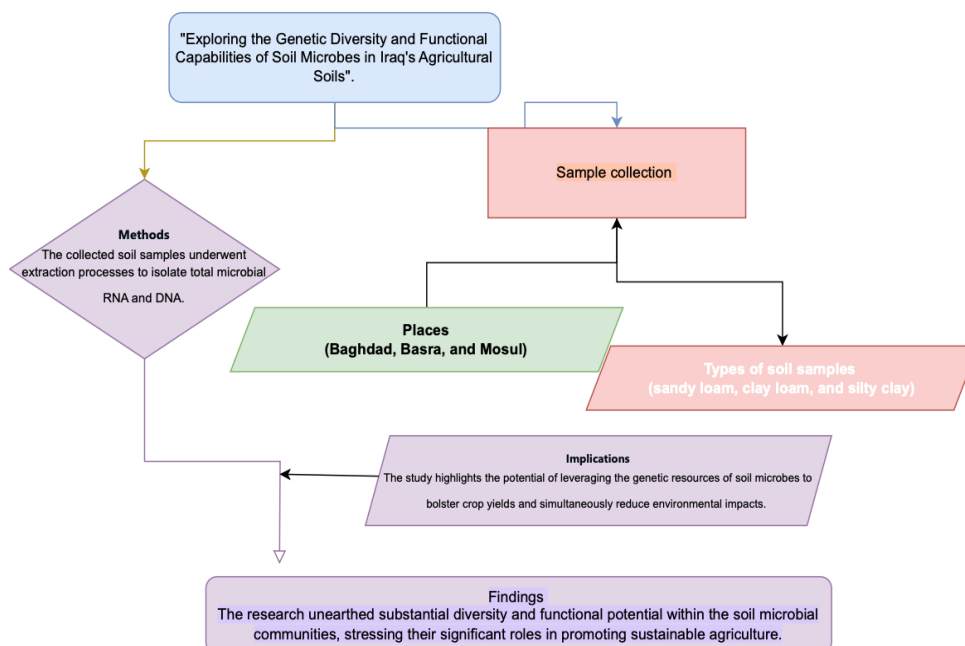 "Exploring the Genetic Diversity and Functional
Capabilities of Soil Microbes in Iraq's Agricultural
Soils".
Sample collection
Methods
The collected soil samples underwent
extraction processes to isolate total microbial
RNA and DNA.
Places
(Baghdad, Basra, and Mosul)
Types of soil samples
(sandy loam, clay loam, and silty clay)
Implications
The study highlights the potential of leveraging the genetic resources of soil microbes to
bolster crop yields and simultaneously reduce environmental impacts.
Findings
The research unearthed substantial diversity and functional potential within the soil microbial
communities, stressing their significant roles in promoting sustainable agriculture.